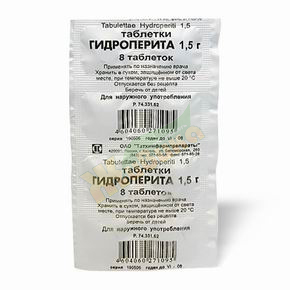 Tabulettae Hydroperiti 1,5
таблетки
ГИДРОПЕРИТА 1,5 г
8 таблеток
Применять по назначению врача
Хранить в сухом, защищённом от света
месте, при температуре не выше 20 °С
Отпускается без рецепта
Беречь от детей
Для наружного употребления
Р. 74.331.62
4604060271095
ОАО "Татхимфармпрепараты"
серия 190506 годен до VI - 08
Tabulettae Hydroperiti 1,5
таблетки
ГИДРОПЕРИТА 1,5 г
8 таблеток
Применять по назначению врача
Хранить в сухом, защищённом от света
месте, при температуре не выше 20 °С
Отпускается без рецепта
Беречь от детей
Для наружного употребления
Р. 74.331.62
4604060271095
серия 190506 годен до VI - 08